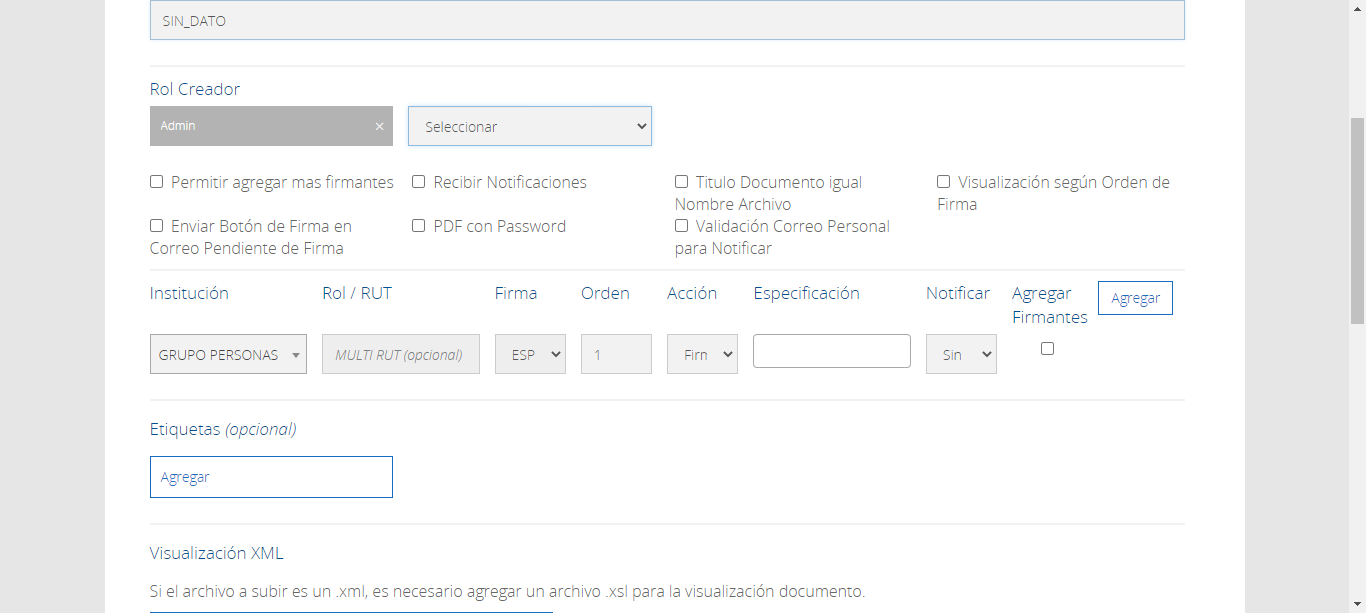 SIN_DATO
Rol Creador
Admin ×
Seleccionar
Permitir agregar mas firmantes
Recibir Notificaciones
Titulo Documento igual
Nombre Archivo
Visualización según Orden de
Firma
Enviar Botón de Firma en
Correo Pendiente de Firma
PDF con Password
Validación Correo Personal
para Notificar
Institución Rol / RUT Firma Orden Acción Especificación Notificar Agregar
Firmantes
Agregar
GRUPO PERSONAS MULTI RUT (opcional) ESP 1 Firn Sin
Etiquetas (opcional)
Agregar
Visualización XML
Si el archivo a subir es un .xml, es necesario agregar un archivo .xsl para la visualización documento.